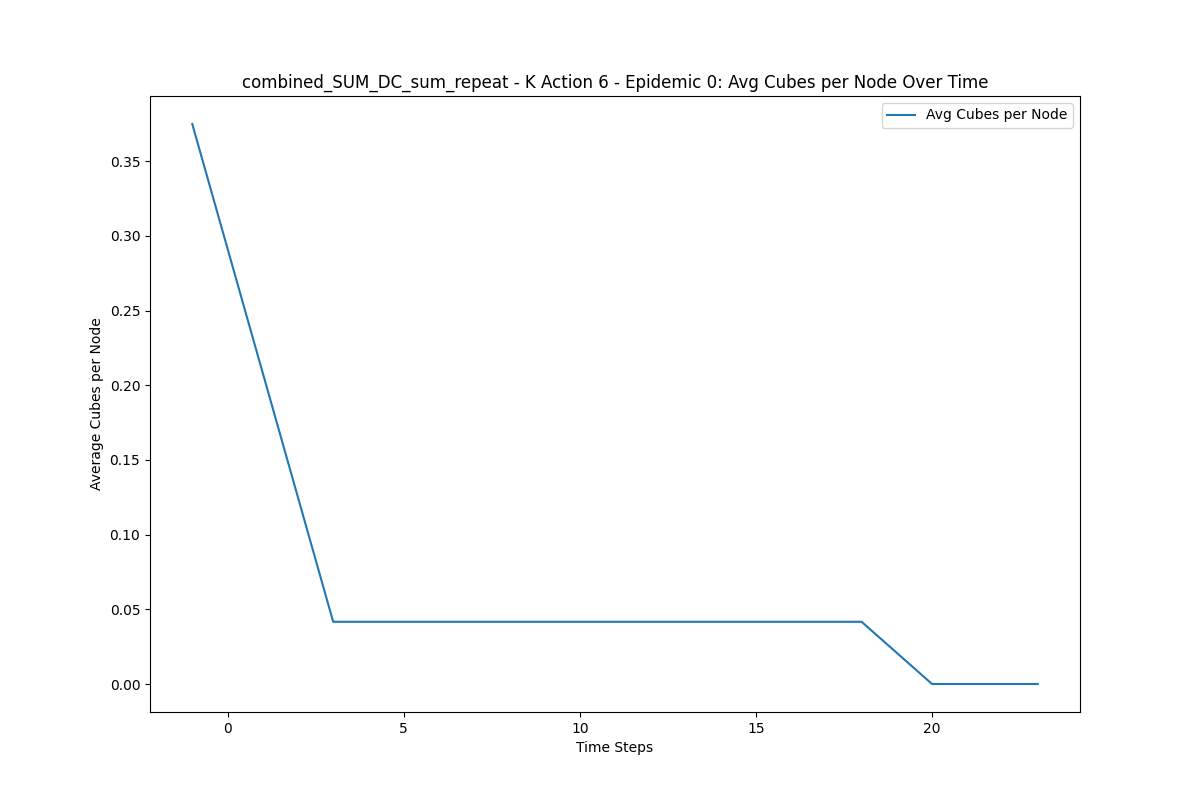 combined_SUM_DC_sum_repeat - K Action 6 - Epidemic 0: Avg Cubes per Node Over Time
Avg Cubes per Node
Average Cubes per Node
0.35
0.30
0.25
0.20
0.15
0.10
0.05
0.00
0 5 10 15 20
Time Steps